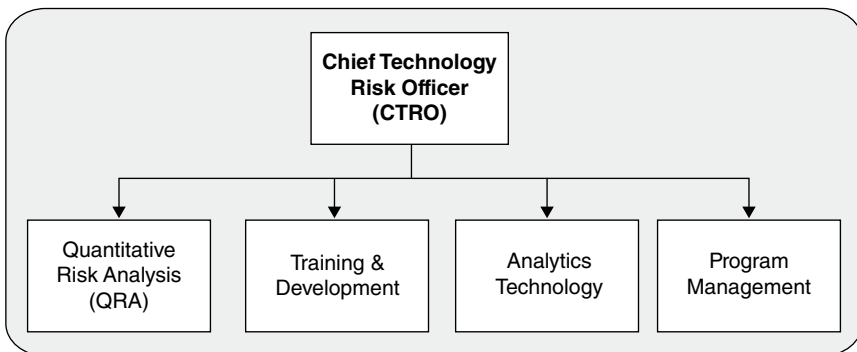 Chief Technology
Risk Officer
(CTRO)
Quantitative
Risk Analysis
(QRA)
Training &
Development
Analytics
Technology
Program
Management